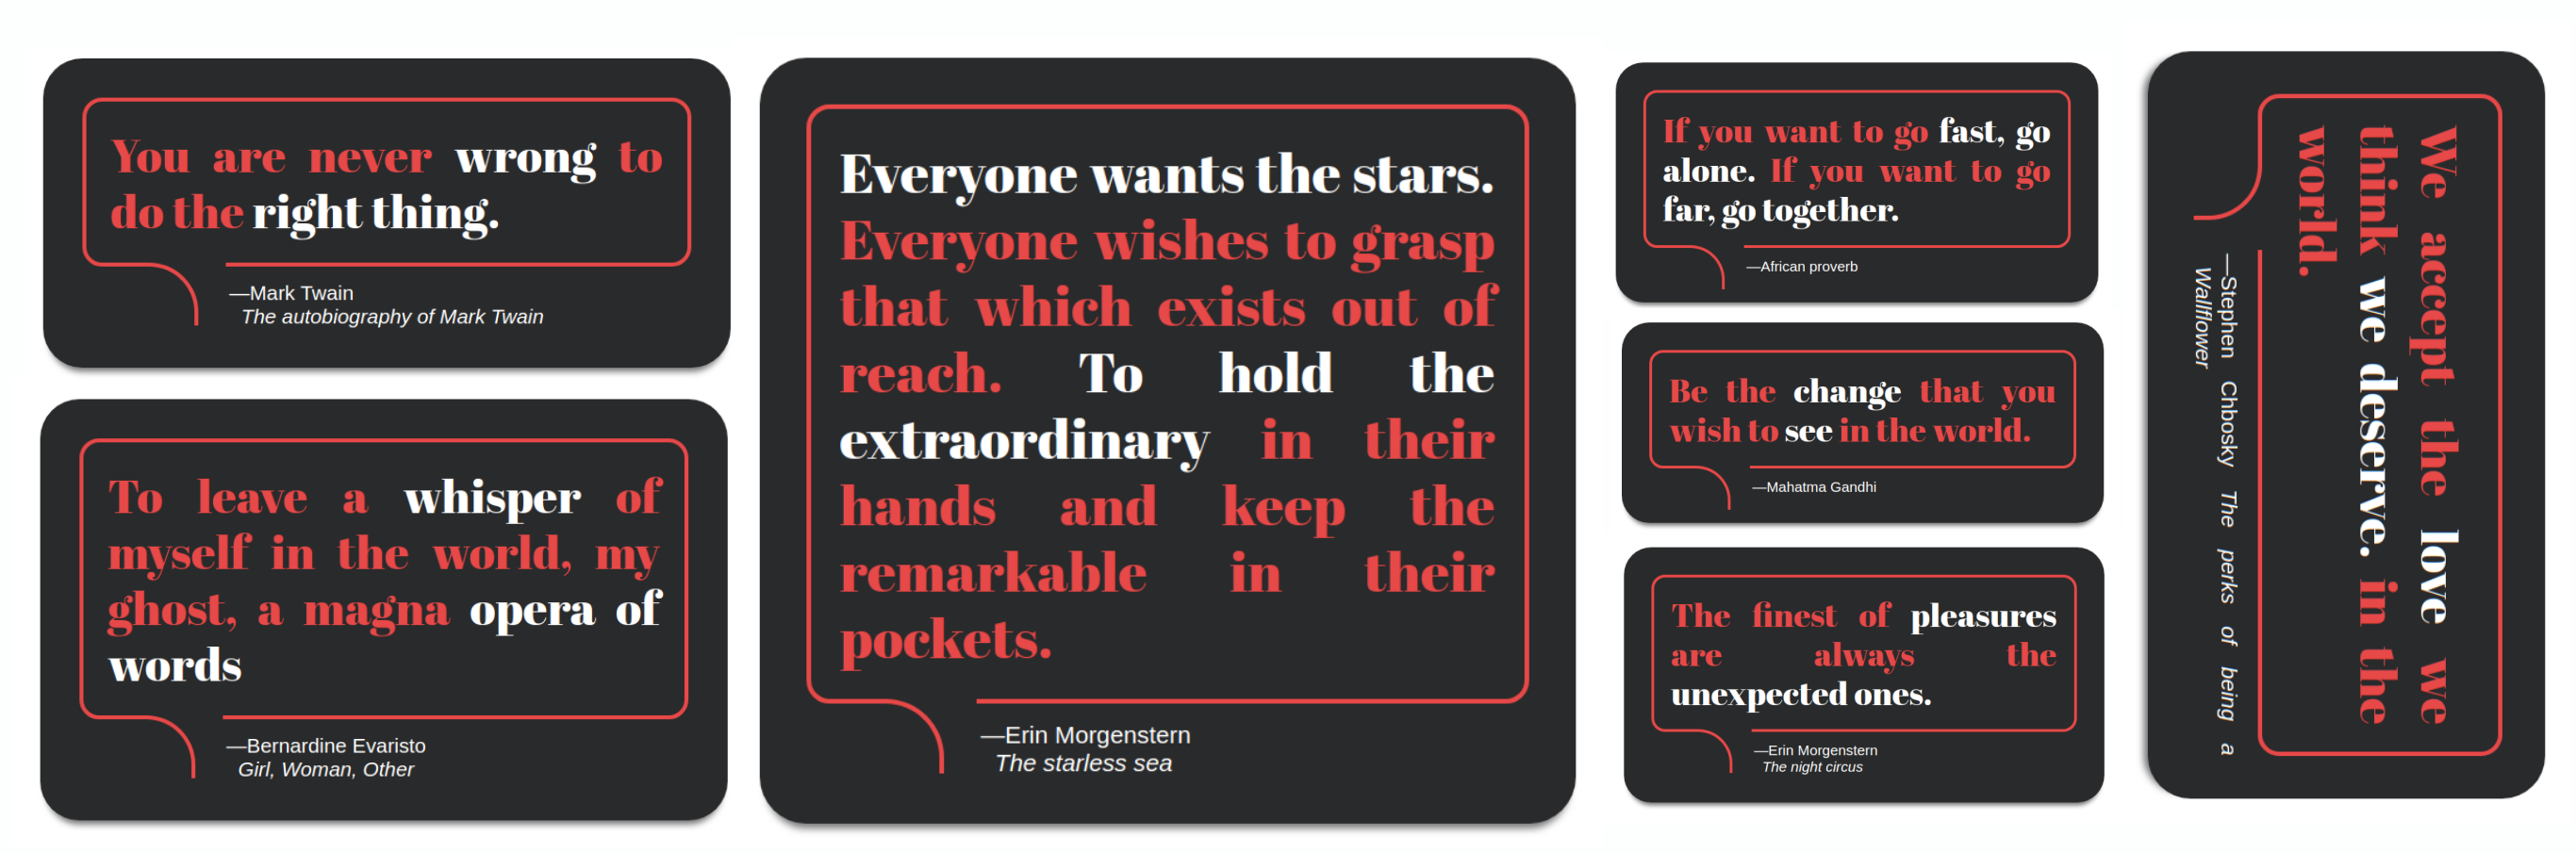 You are never wrong to
do the right thing.
—Mark Twain
The autobiography of Mark Twain
To leave a whisper of
myself in the world, my
ghost, a magna opera of
words
—Bernardine Evaristo
Girl, Woman, Other
Everyone wants the stars.
Everyone wishes to grasp
that which exists out of
reach. To hold the
extraordinary in their
hands and keep the
remarkable in their
pockets.
—Erin Morgenstern
The starless sea
If you want to go fast, go
alone. If you want to go
far, go together.
—African proverb
Be the change that you
wish to see in the world.
—Mahatma Gandhi
The finest of pleasures
are always the
unexpected ones.
—Erin Morgenstern
The night circus
We accept the love we
think we deserve. in the
world.
—Stephen Chbosky The perks of being a
Wallflower